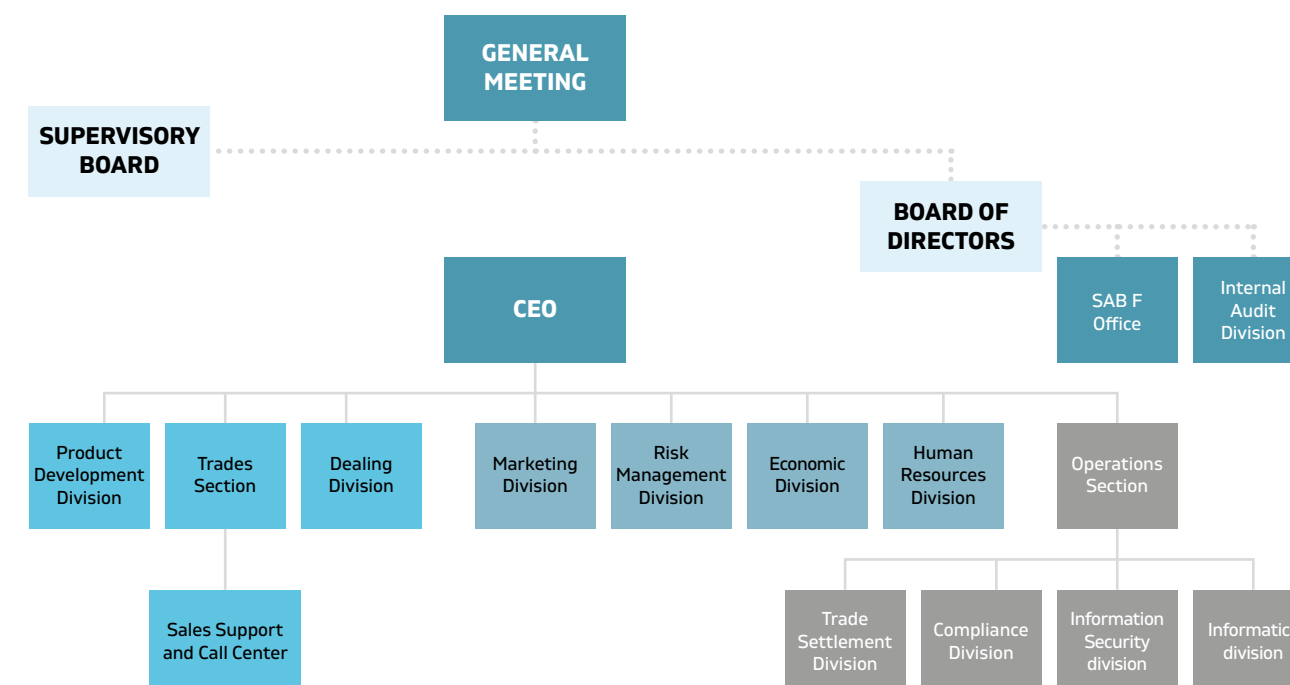 GENERAL
MEETING
SUPERVISORY
BOARD
BOARD OF
DIRECTORS
CEO
SAB F
Office
Internal
Audit
Division
Product
Development
Division
Trades
Section
Dealing
Division
Marketing
Division
Risk
Management
Division
Economic
Division
Human
Resources
Division
Operations
Section
Sales Support
and Call Center
Trade
Settlement
Division
Compliance
Division
Information
Security
division
division